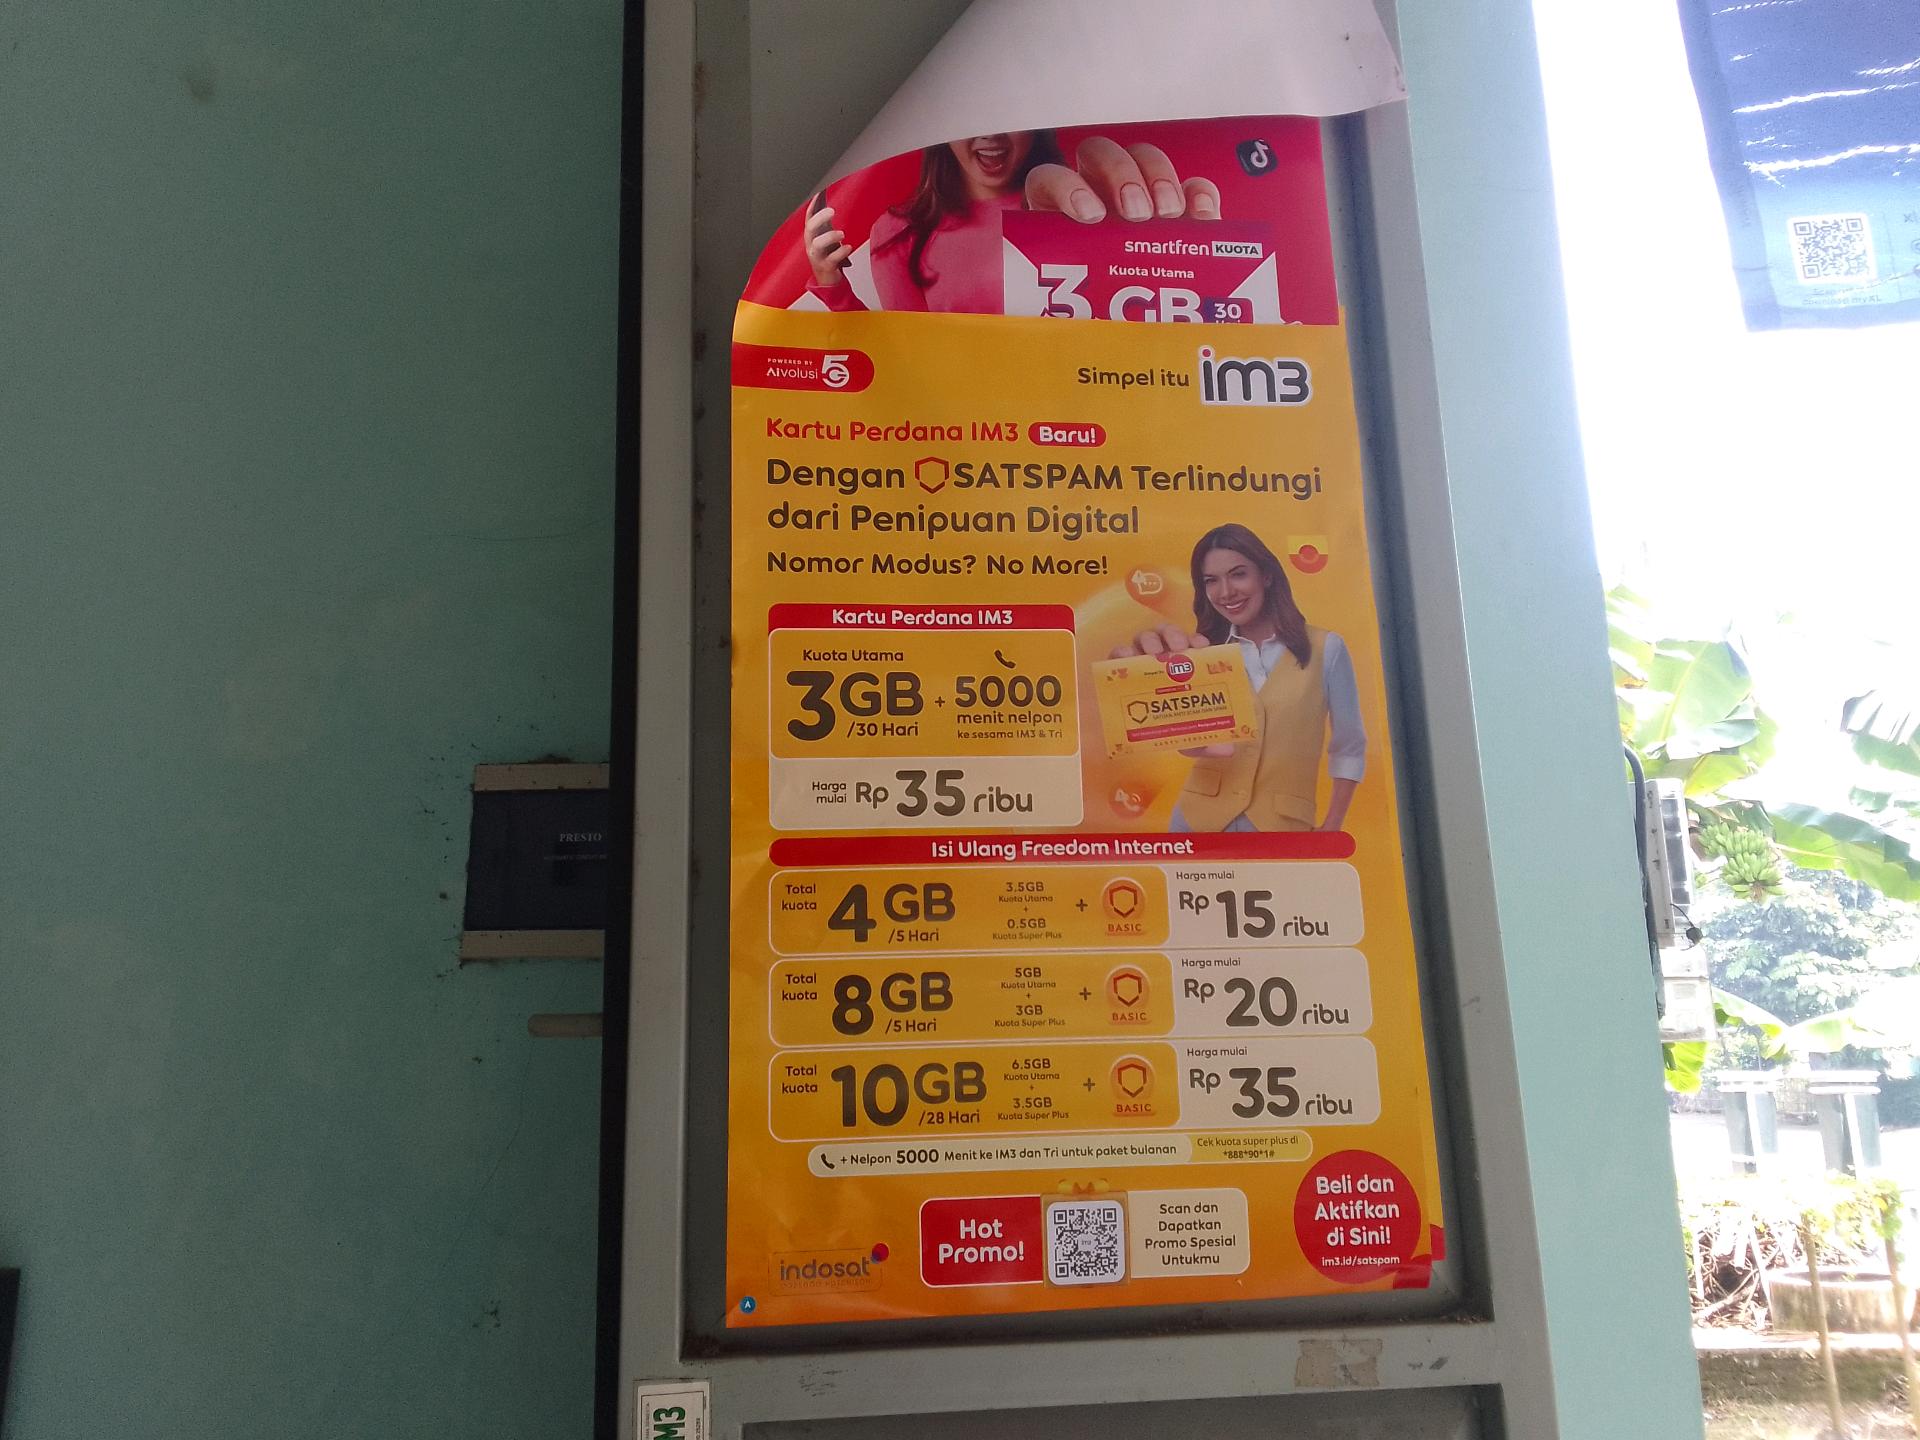 smartfren KUOTA
Kuota Utama
3 GB 30
POWERED BY
AIvolusi 5G
Simpel itu im3
Kartu Perdana IM3 Baru!
Dengan SATSPAM Terlindungi
dari Penipuan Digital
Nomor Modus? No More!
Kartu Perdana IM3
Kuota Utama
3GB /30 Hari + 5000 menit nelpon
ke sesama IM3 & Tri
Harga mulai Rp 35 ribu
Simpel itu im3
SATSPAM
Isi Ulang Freedom Internet
Total kuota 4GB /5 Hari
3.5GB
Kuota Utama
+
0.5GB
Kuota Super Plus
+ BASIC
Harga mulai
Rp 15 ribu
Total kuota 8GB /5 Hari
5GB
Kuota Utama
+
3GB
Kuota Super Plus
+ BASIC
Harga mulai
Rp 20 ribu
Total kuota 10GB /28 Hari
6.5GB
Kuota Utama
+
3.5GB
Kuota Super Plus
+ BASIC
Harga mulai
Rp 35 ribu
+ Nelpon 5000 Menit ke IM3 dan Tri untuk paket bulanan
Cek kuota super plus di
*888*90*1#
Hot
Promo!
Scan dan
Dapatkan
Promo Spesial
Untukmu
Beli dan
Aktifkan
di Sini!
im3.id/satspam
indosat
OOREDOO HUTCHISON
A
PRESTO
IM3